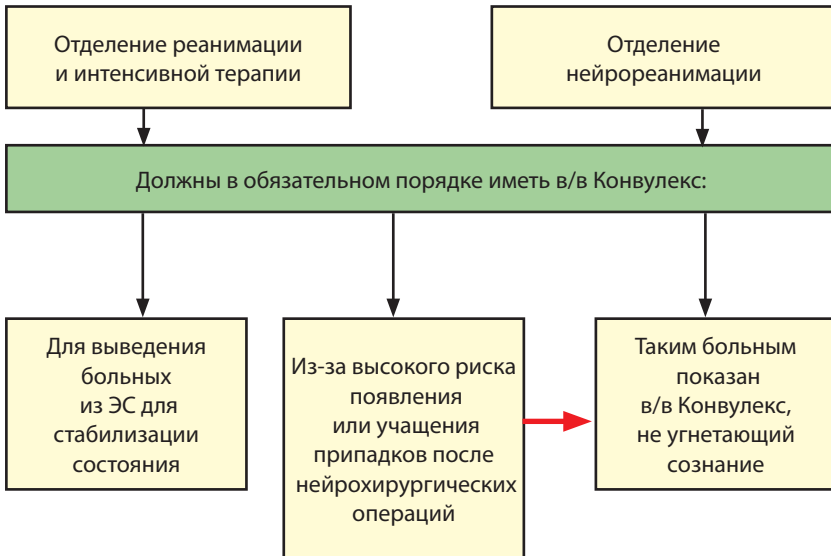 Отделение реанимации
и интенсивной терапии
Отделение
нейрореанимации
Должны в обязательном порядке иметь в/в Конвулекс:
Для выведения
больных
из ЭС для
стабилизации
состояния
Из-за высокого риска
появления
или учащения
припадков после
нейрохирургических
операций
Таким больным
показан
в/в Конвулекс,
не угнетающий
сознание